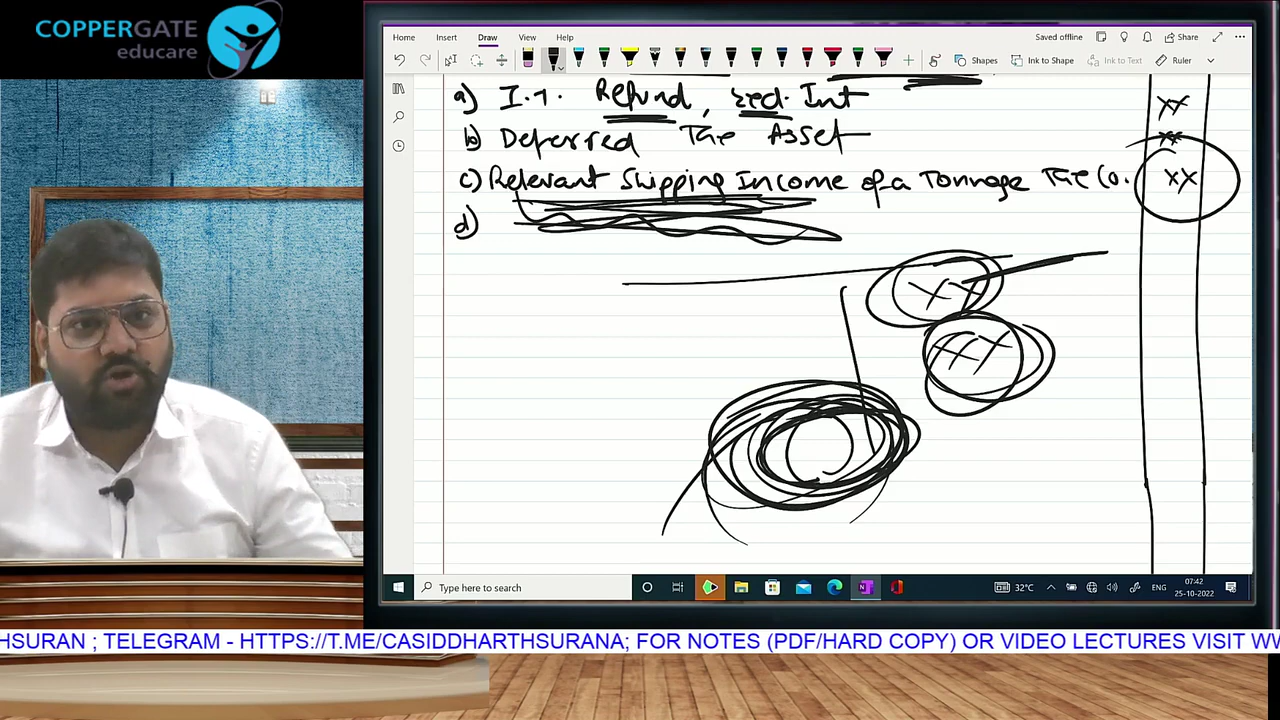 COPPERGATE
educare
Saved offline
Home Insert Draw View Help Share
Shapes Ink to Shape Ink to Text Ruler
a) I.T. Refund, Int
b) Deferred Tax Asset
c) Relevant Shipping Income of a Tonnage Tax Co.
d)
xx
xx
xx
xx
xx
Type here to search
32°C
ENG
07:42
25-10-2022
HSURAN ; TELEGRAM - HTTPS://T.ME/CASIDDHARTHSURANA; FOR NOTES (PDF/HARD COPY) OR VIDEO LECTURES VISIT WW